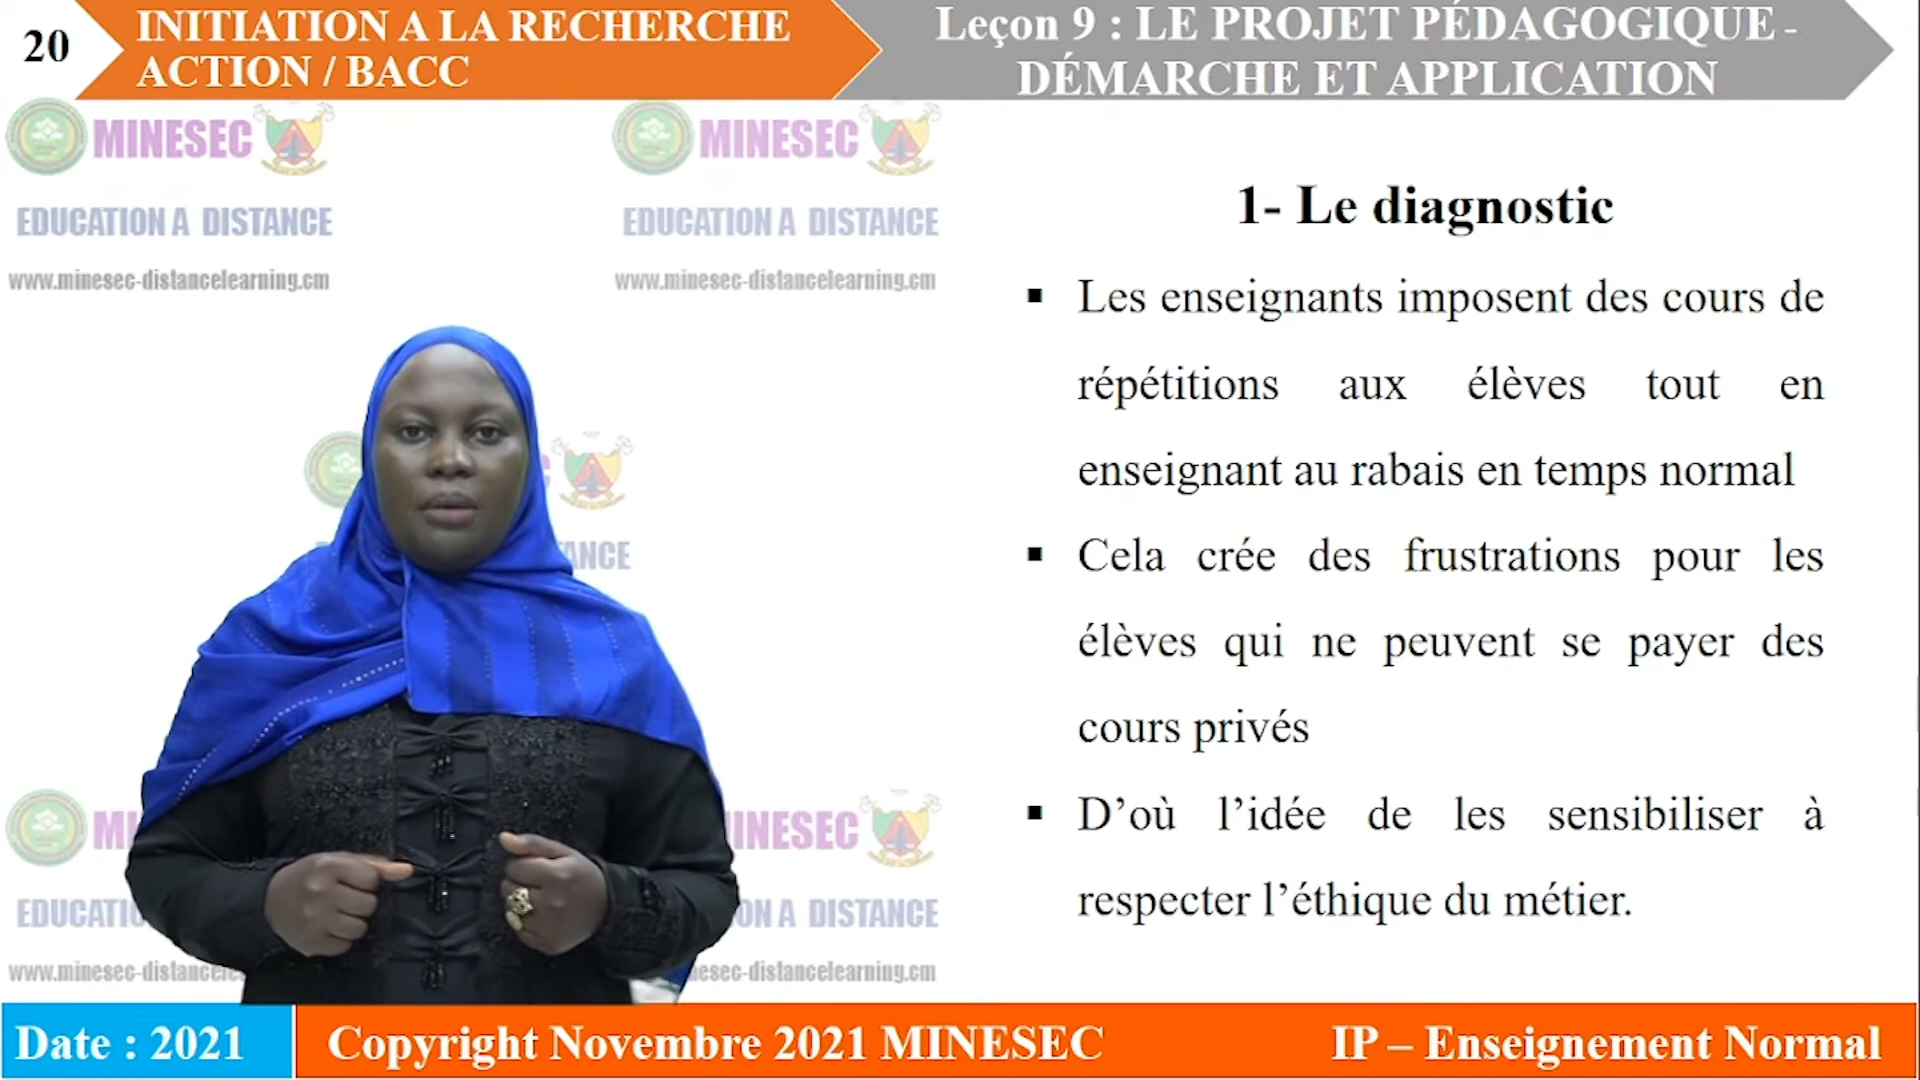 20
INITIATION A LA RECHERCHE
ACTION / BACC
Leçon 9 : LE PROJET PÉDAGOGIQUE -
DÉMARCHE ET APPLICATION
MINESEC
EDUCATION A DISTANCE
www.minesec-distancelearning.cm
MINESEC
EDUCATION A DISTANCE
www.minesec-distancelearning.cm
1- Le diagnostic
▪ Les enseignants imposent des cours de
répétitions aux élèves tout en
enseignant au rabais en temps normal
▪ Cela crée des frustrations pour les
élèves qui ne peuvent se payer des
cours privés
▪ D’où l’idée de les sensibiliser à
respecter l’éthique du métier.
Date : 2021
Copyright Novembre 2021 MINESEC
IP – Enseignement Normal